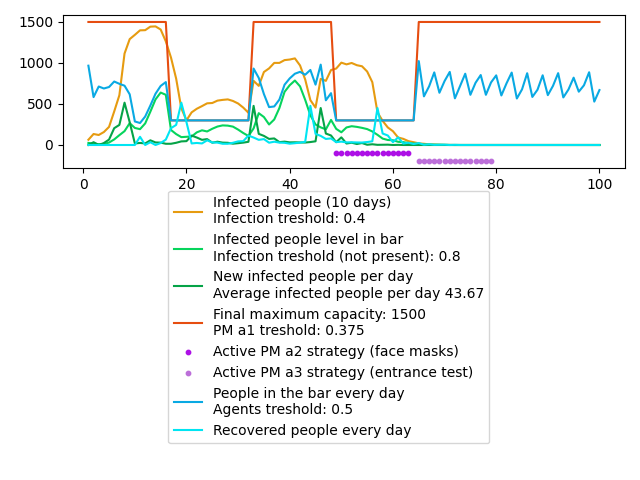 1500
1000
500
0
0 20 40 60 80 100
Infected people (10 days)
Infection treshold: 0.4
Infected people level in bar
Infection treshold (not present): 0.8
New infected people per day
Average infected people per day 43.67
Final maximum capacity: 1500
PM a1 treshold: 0.375
Active PM a2 strategy (face masks)
Active PM a3 strategy (entrance test)
People in the bar every day
Agents treshold: 0.5
Recovered people every day